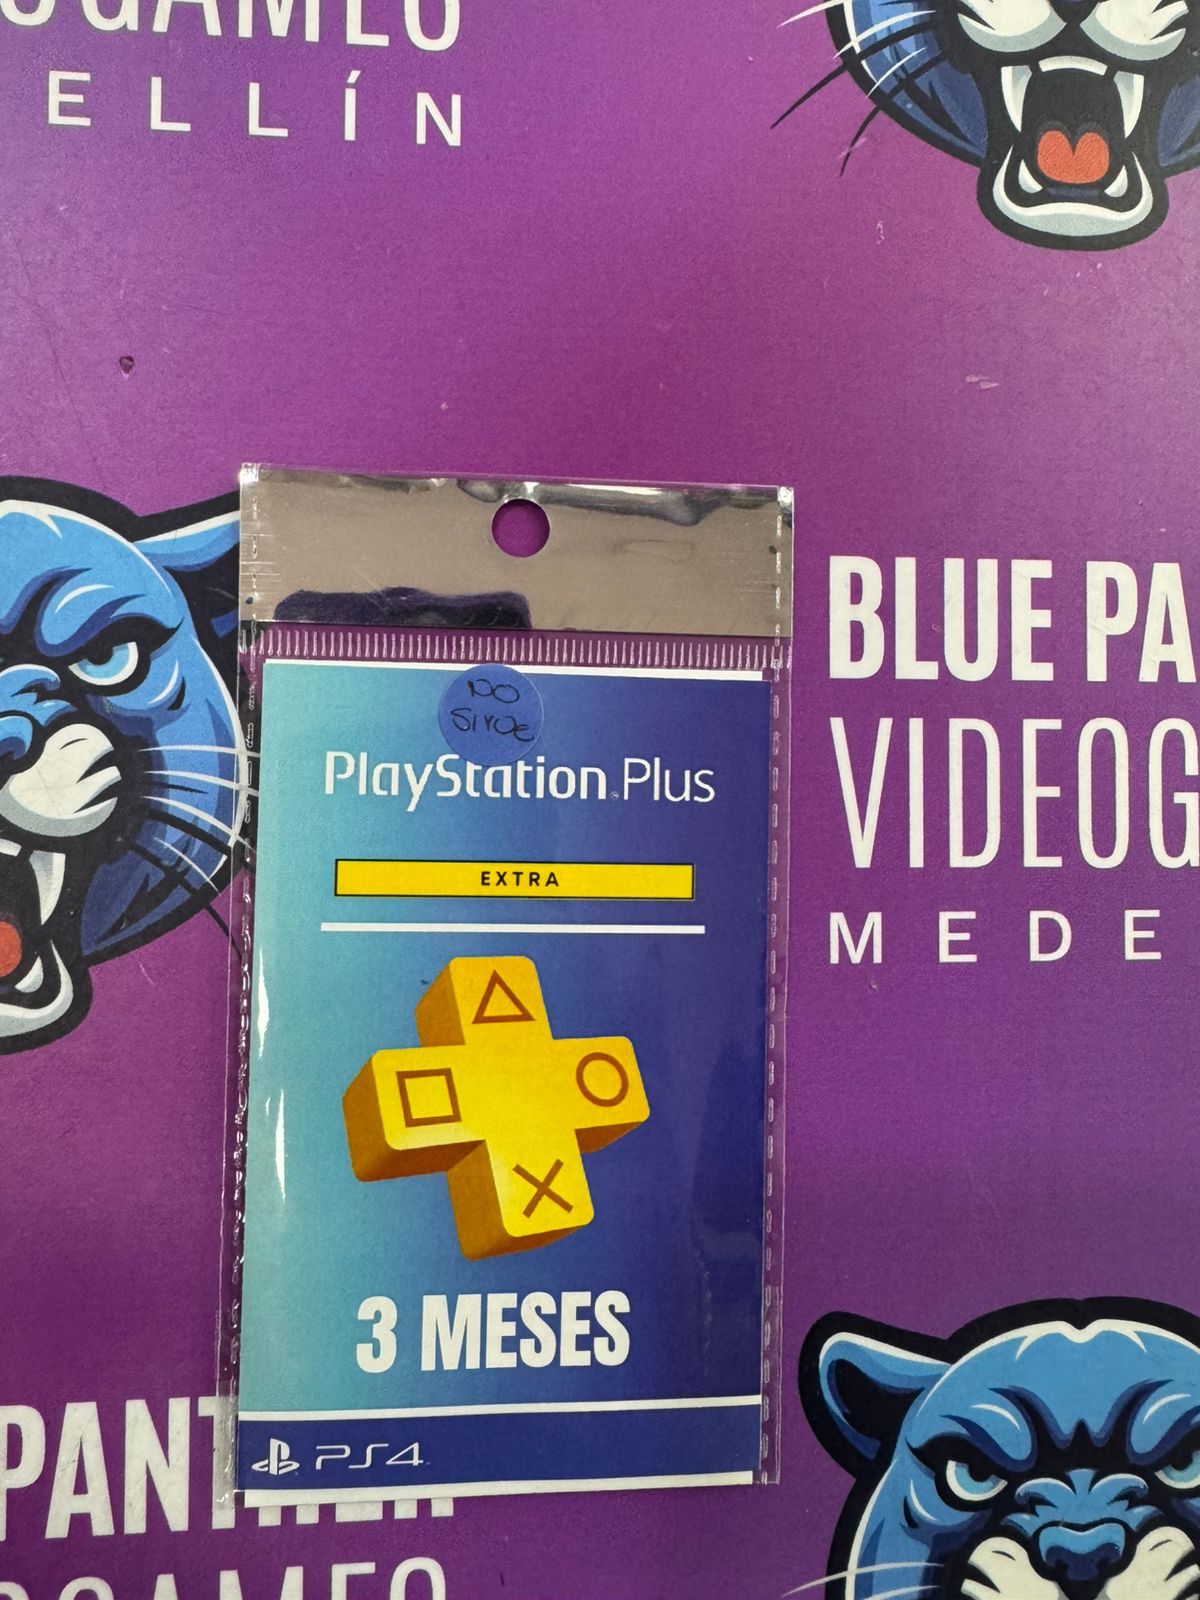 ELLÍN
NO
SIRVE
PlayStation Plus
EXTRA
BLUE PA
VIDEOG
MEDE
3 MESES
PS4
PANTHER